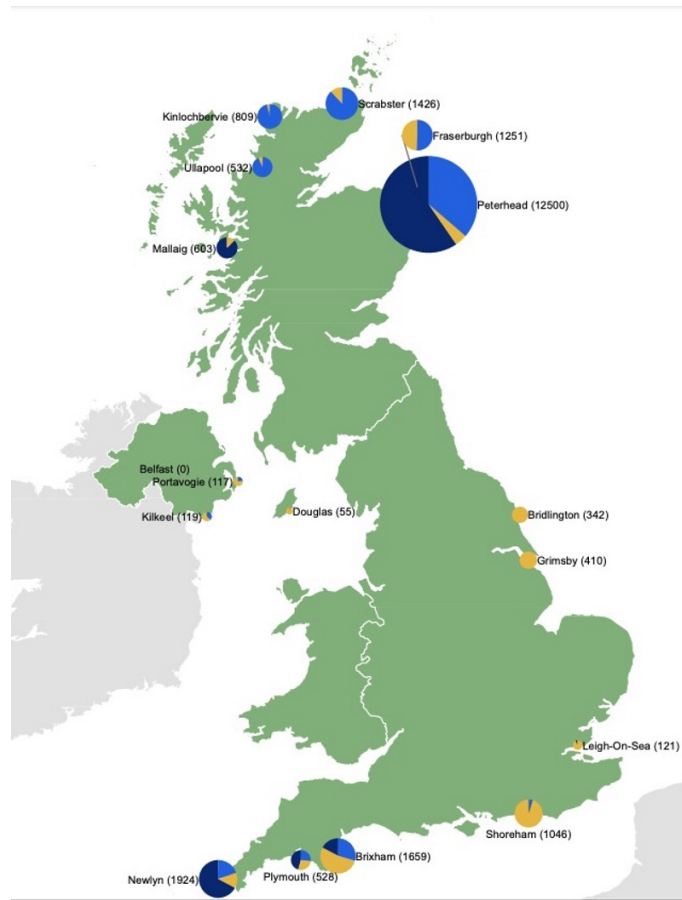 Scrabster (1426)
Kinlochbervie (809)
Fraserburgh (1251)
Ullapool (532)
Peterhead (12500)
Mallaig (603)
Belfast (0)
Portavogie (117)
Kilkeel (119)
Douglas (55)
Bridlington (342)
Grimsby (410)
Leigh-On-Sea (121)
Shoreham (1046)
Brixham (1659)
Plymouth (528)
Newlyn (1924)